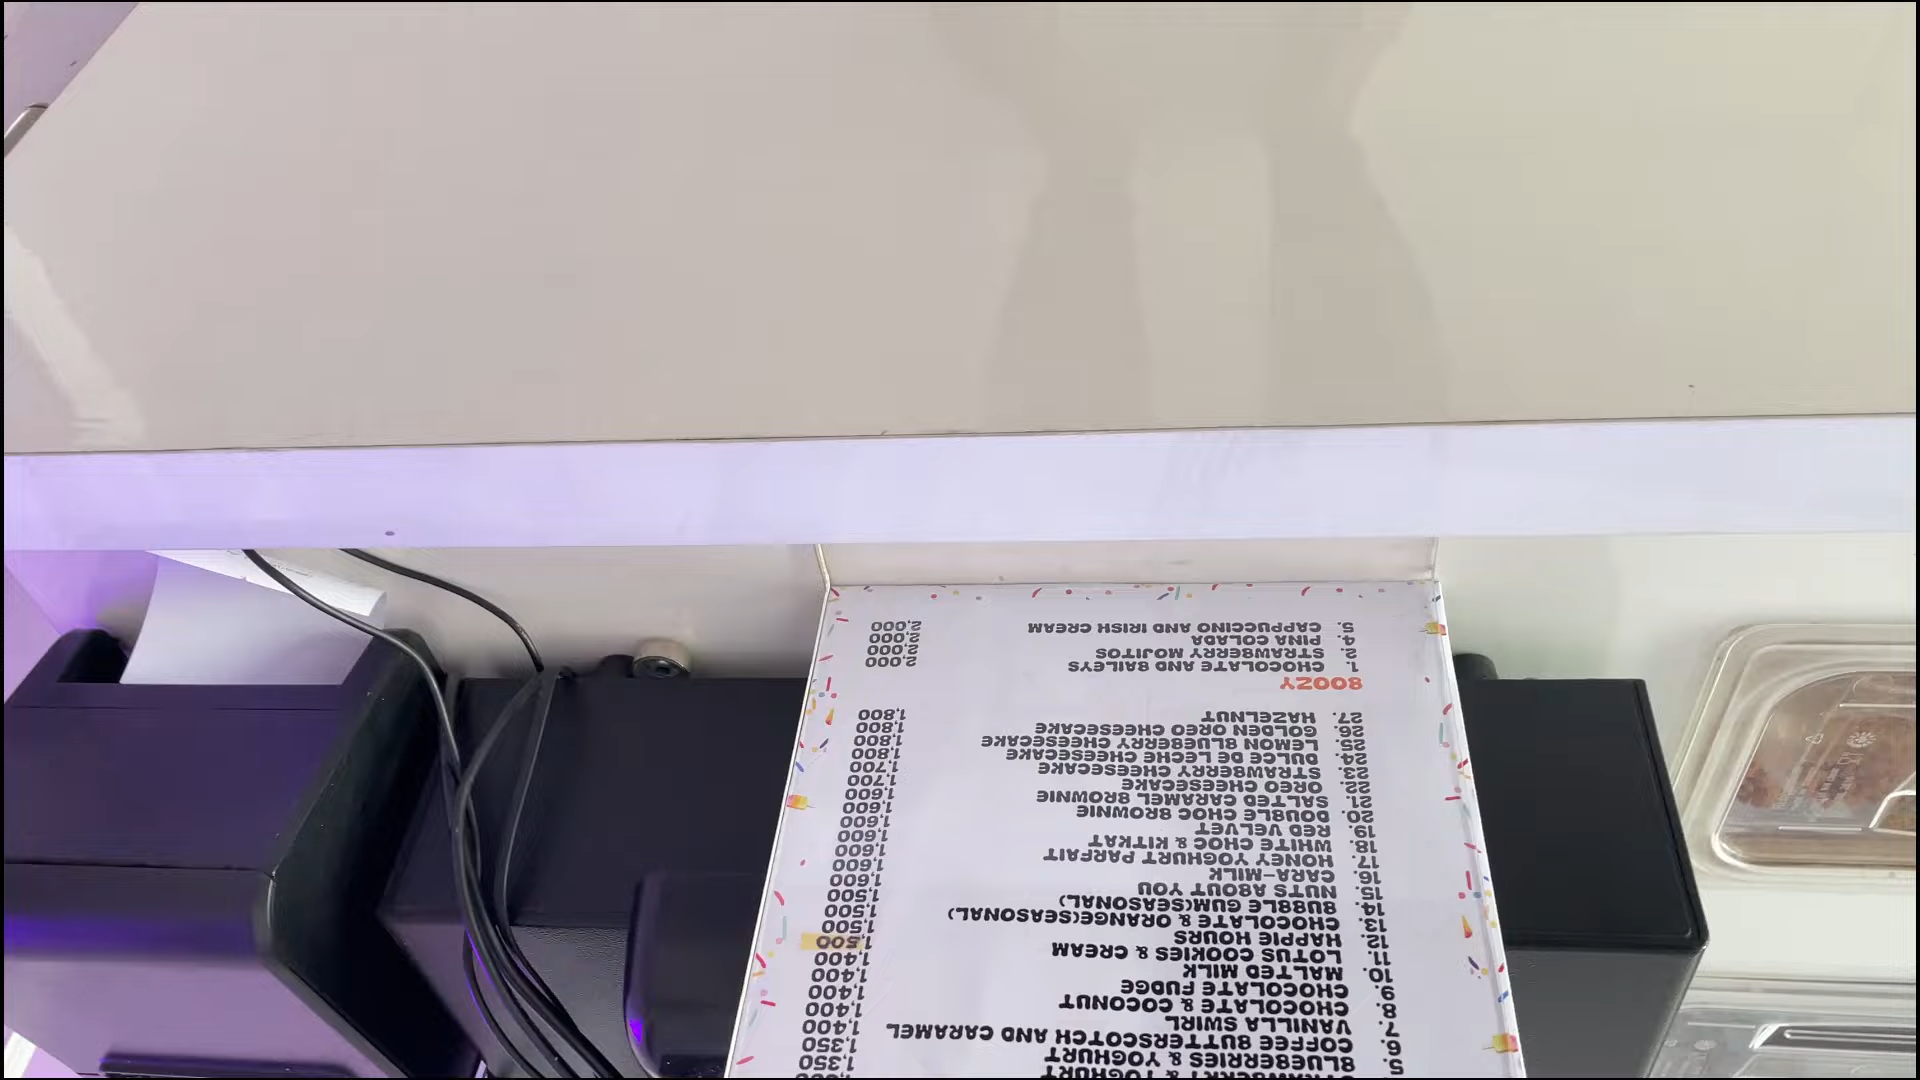 STRAWBERRY & YOGHURT 1,350
5. BLUEBERRIES & YOGHURT 1,350
6. COFFEE BUTTERSCOTCH AND CARAMEL 1,400
7. VANILLA SWIRL 1,400
8. CHOCOLATE & COCONUT 1,400
9. CHOCOLATE FUDGE 1,400
10. MALTED MILK 1,400
11. LOTUS COOKIES & CREAM 1,500
12. HAPPIE HOURS 1,500
13. CHOCOLATE & ORANGE(SEASONAL) 1,500
14. BUBBLE GUM(SEASONAL) 1,500
15. NUTS ABOUT YOU 1,600
16. CARA-MILK 1,600
17. HONEY YOGHURT PARFAIT 1,600
18. WHITE CHOC & KITKAT 1,600
19. RED VELVET 1,600
20. DOUBLE CHOC BROWNIE 1,600
21. SALTED CARAMEL BROWNIE 1,600
22. OREO CHEESECAKE 1,700
23. STRAWBERRY CHEESECAKE 1,700
24. DULCE DE LECHE CHEESECAKE 1,800
25. LEMON BLUEBERRY CHEESECAKE 1,800
26. GOLDEN OREO CHEESECAKE 1,800
27. HAZELNUT 1,800
BOOZY
1. CHOCOLATE AND BAILEYS 2,000
2. STRAWBERRY MOJITOS 2,000
4. PINA COLADA 2,000
5. CAPPUCCINO AND IRISH CREAM 2,000